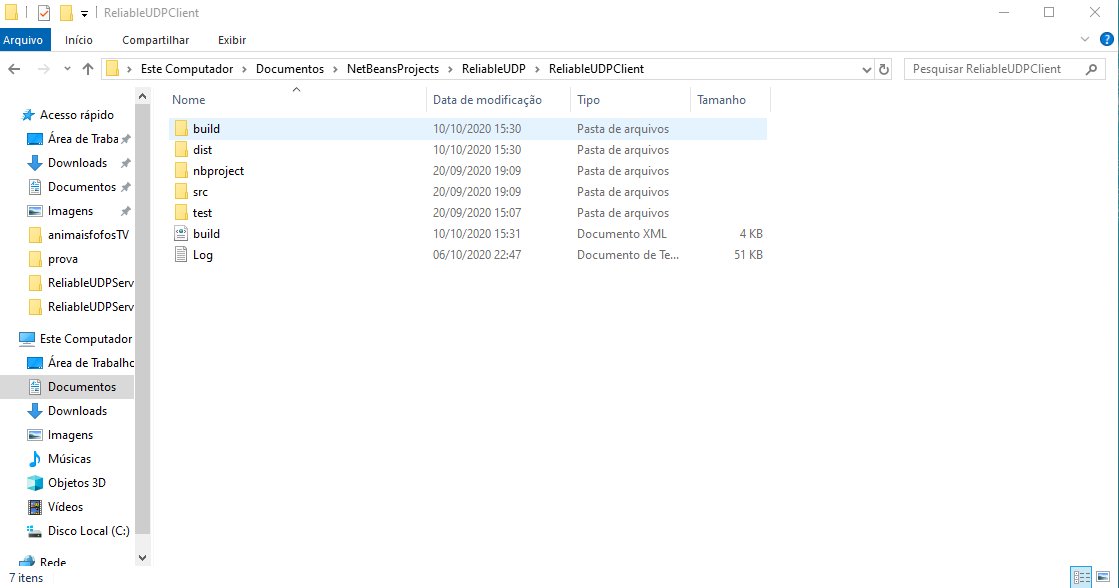 ReliableUDPClient
Arquivo Início Compartilhar Exibir
Este Computador Documentos NetBeansProjects ReliableUDP ReliableUDPClient
Pesquisar ReliableUDPClient
Nome Data de modificação Tipo Tamanho
build 10/10/2020 15:30 Pasta de arquivos
dist 10/10/2020 15:30 Pasta de arquivos
nbproject 20/09/2020 19:09 Pasta de arquivos
src 20/09/2020 19:09 Pasta de arquivos
test 20/09/2020 15:07 Pasta de arquivos
build 10/10/2020 15:31 Documento XML 4 KB
Log 06/10/2020 22:47 Documento de Te... 51 KB
Acesso rápido
Área de Traba
Downloads
Documentos
Imagens
animaisfofosTV
prova
ReliableUDPServ
ReliableUDPServ
Este Computador
Área de Trabalho
Documentos
Downloads
Imagens
Músicas
Objetos 3D
Vídeos
Disco Local (C:)
Rede
7 itens